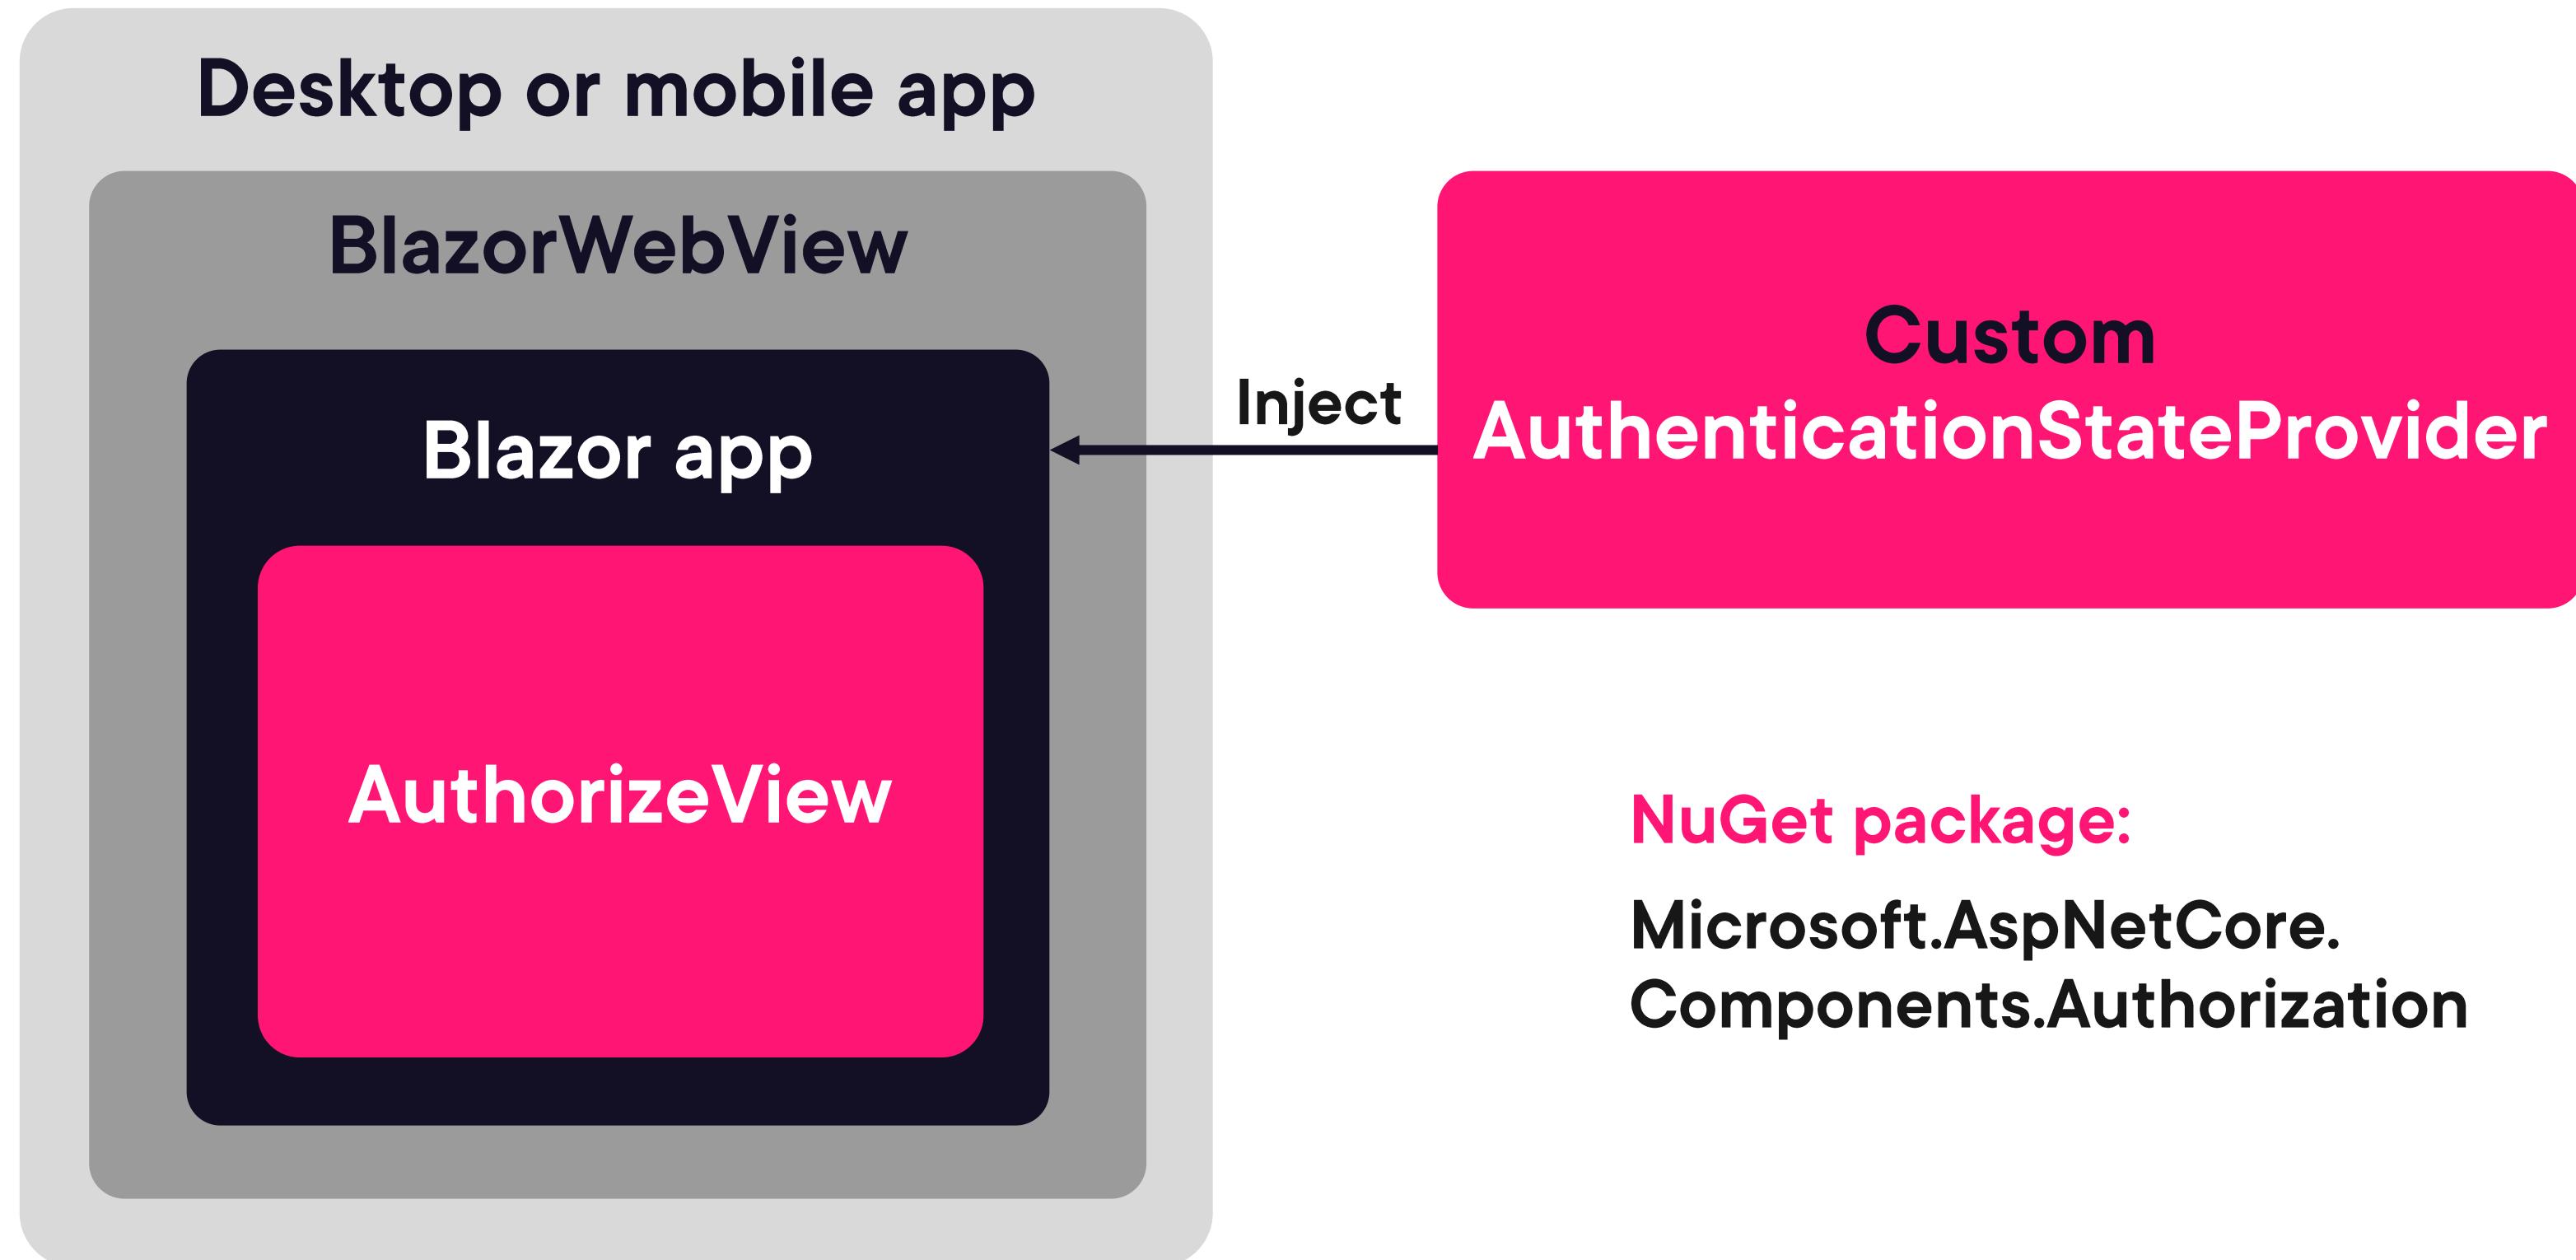 Desktop or mobile app
BlazorWebView
Blazor app
AuthorizeView
Inject
Custom
AuthenticationStateProvider
NuGet package:
Microsoft.AspNetCore.
Components.Authorization